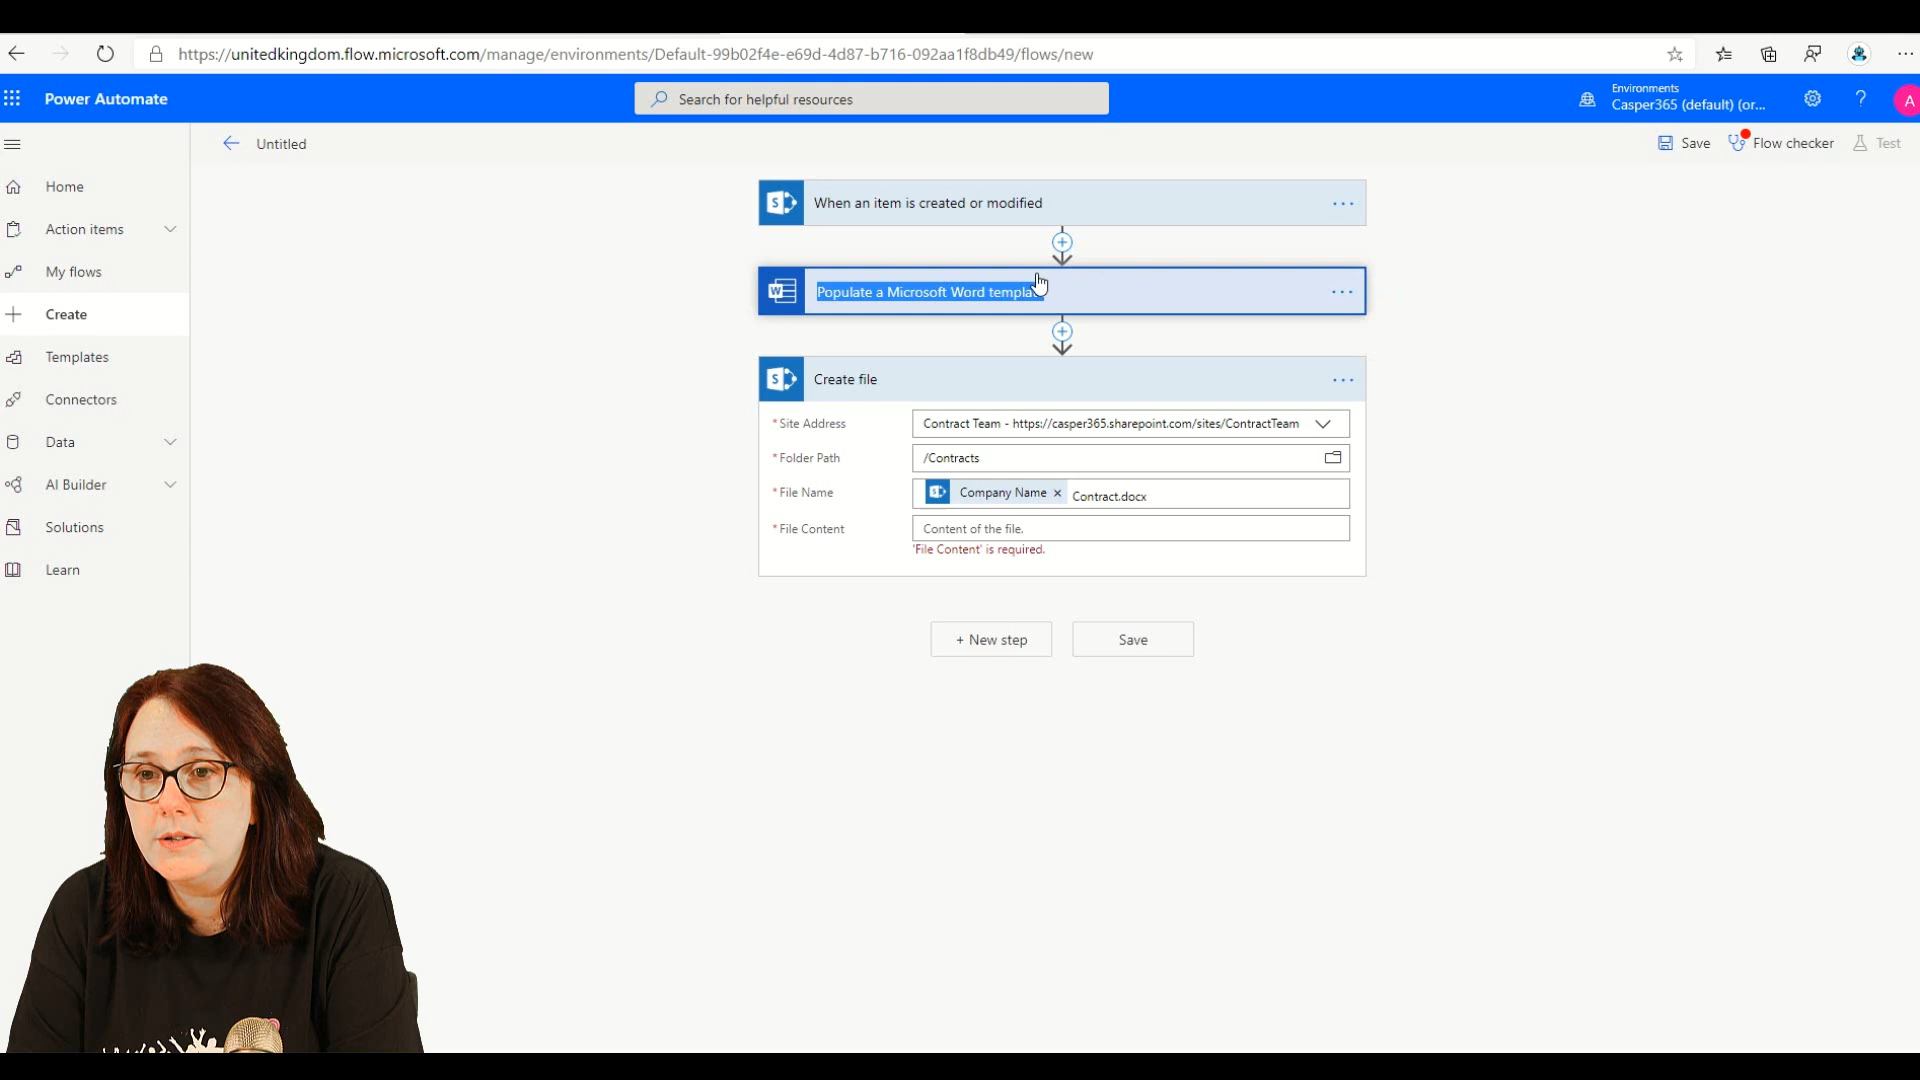 https://unitedkingdom.flow.microsoft.com/manage/environments/Default-99b02f4e-e69d-4d87-b716-092aa1f8db49/flows/new
Power Automate
Search for helpful resources
Environments
Casper365 (default) (or...
?
A
Untitled
Save
Flow checker
Test
Home
Action items
My flows
Create
Templates
Connectors
Data
AI Builder
Solutions
Learn
When an item is created or modified
Populate a Microsoft Word template
Create file
* Site Address
Contract Team - https://casper365.sharepoint.com/sites/ContractTeam
* Folder Path
/Contracts
* File Name
Company Name × Contract.docx
* File Content
Content of the file.
'File Content' is required.
+ New step
Save